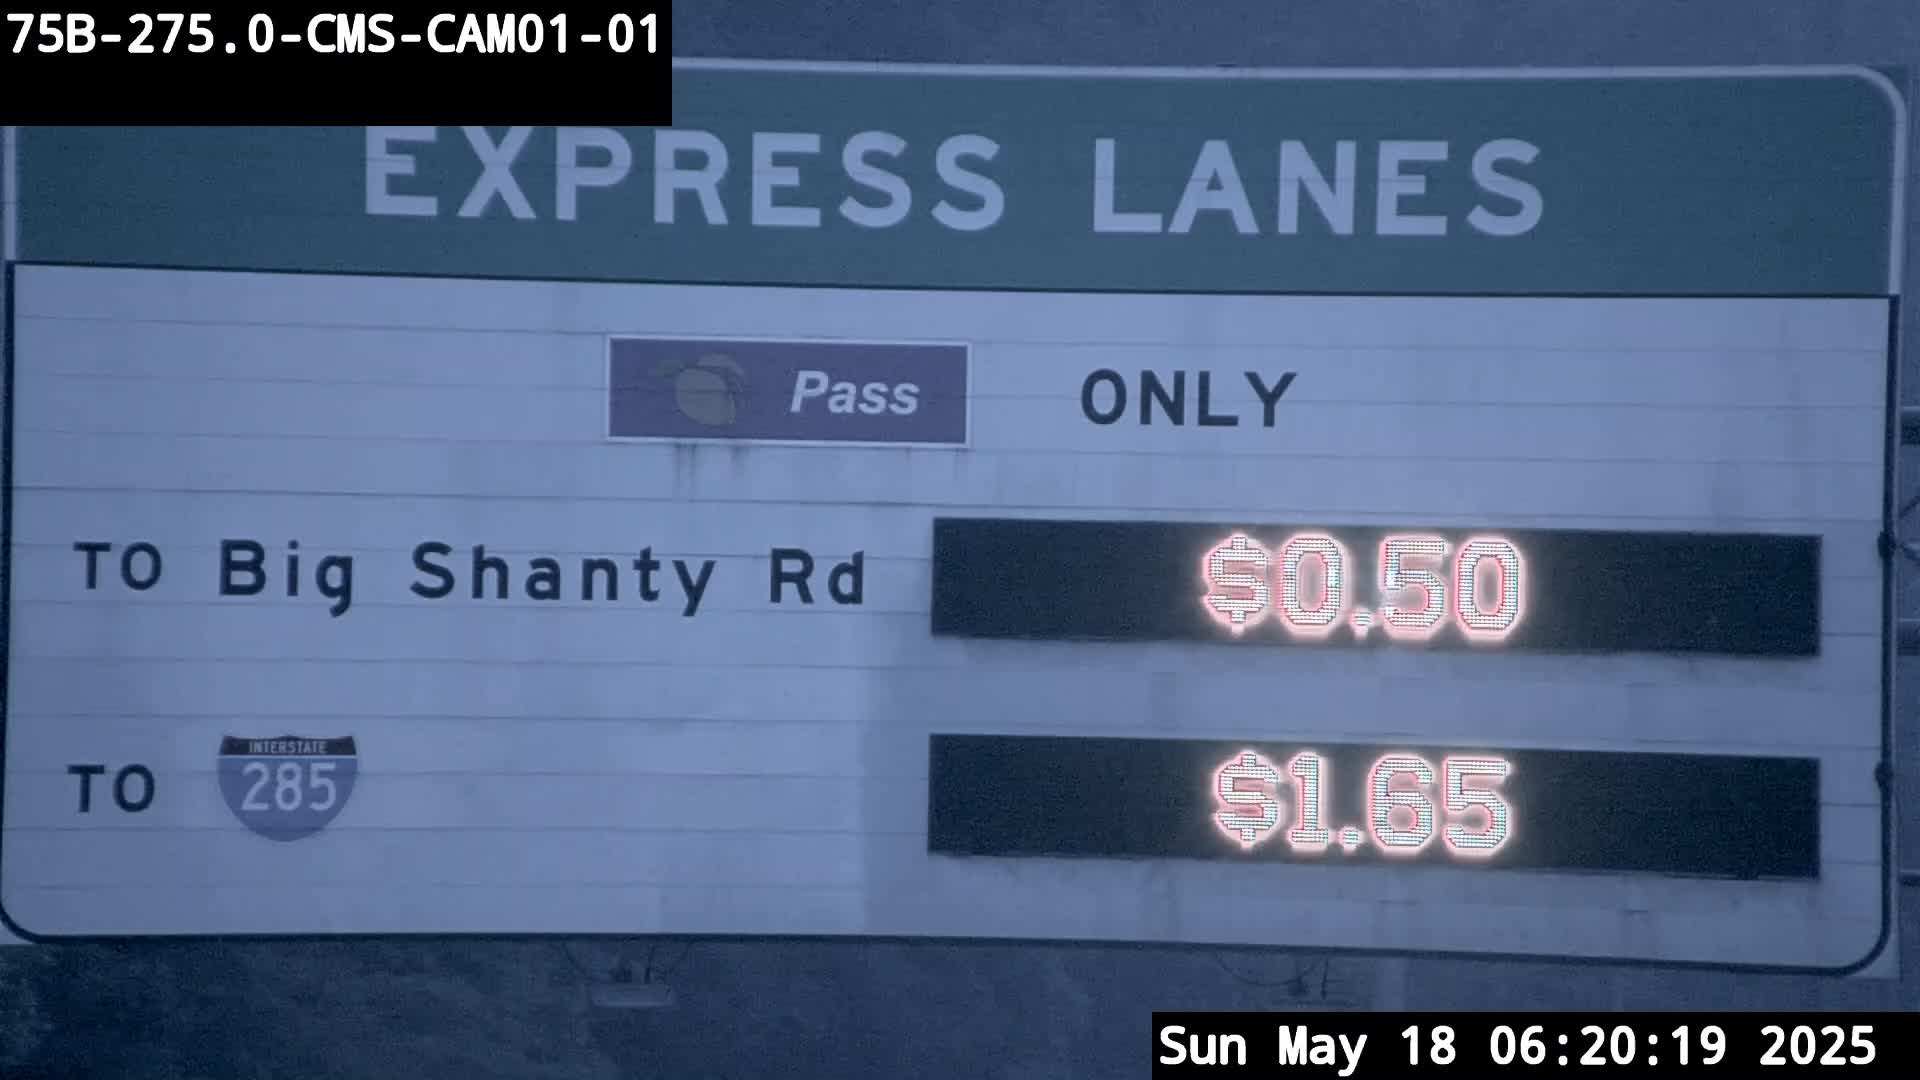 75B-275.0-CMS-CAM01-01
EXPRESS LANES
Pass ONLY
TO Big Shanty Rd $0.50
TO INTERSTATE 285 $1.65
Sun May 18 06:20:19 2025